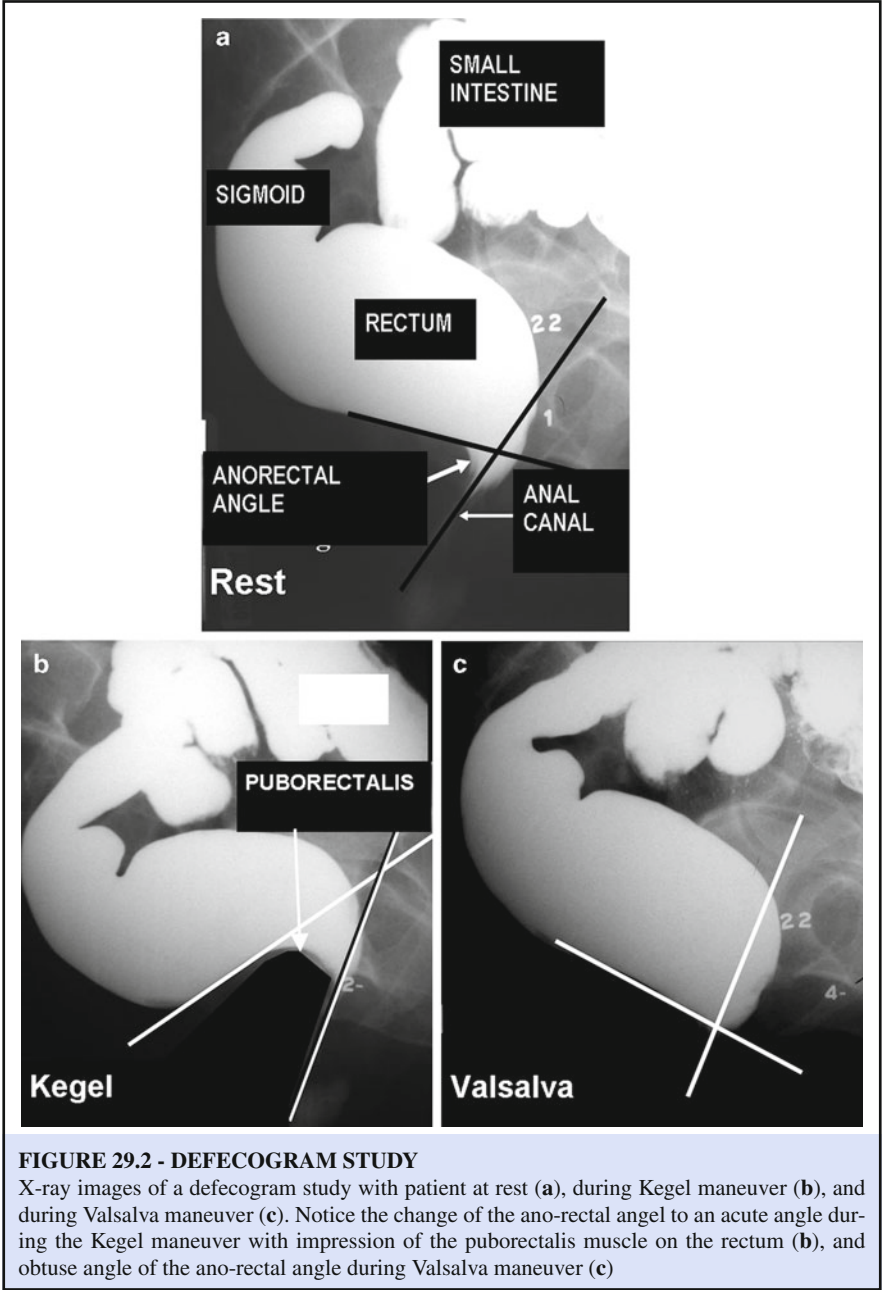 a
SMALL
INTESTINE
SIGMOID
RECTUM
22
1
ANORECTAL
ANGLE
ANAL
CANAL
g
Rest
b
PUBORECTALIS
2-
Kegel
c
22
4-
Valsalva
FIGURE 29.2 - DEFECOGRAM STUDY
X-ray images of a defecogram study with patient at rest (a), during Kegel maneuver (b), and
during Valsalva maneuver (c). Notice the change of the ano-rectal angel to an acute angle dur-
ing the Kegel maneuver with impression of the puborectalis muscle on the rectum (b), and
obtuse angle of the ano-rectal angle during Valsalva maneuver (c)